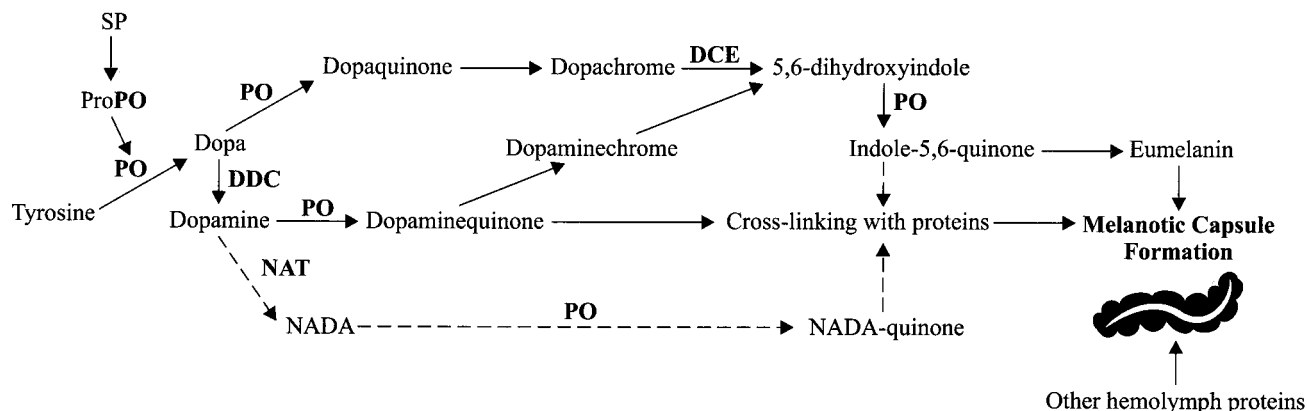 SP
Dopaquinone
Dopachrome
DCE
5,6-dihydroxyindole
ProPO
PO
PO
PO
Dopa
Dopaminechrome
Indole-5,6-quinone
Eumelanin
DDC
Tyrosine
Dopamine
PO
Dopaminequinone
Cross-linking with proteins
Melanotic Capsule
Formation
NAT
PO
NADA
NADA-quinone
Other hemolymph proteins